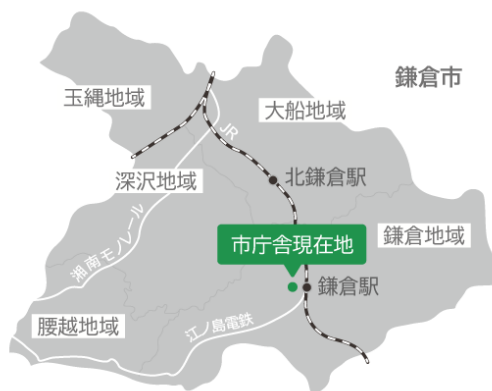 鎌倉市
玉縄地域
大船地域
JR
深沢地域
北鎌倉駅
湘南モノレール
市庁舎現在地
鎌倉地域
鎌倉駅
江ノ島電鉄
腰越地域